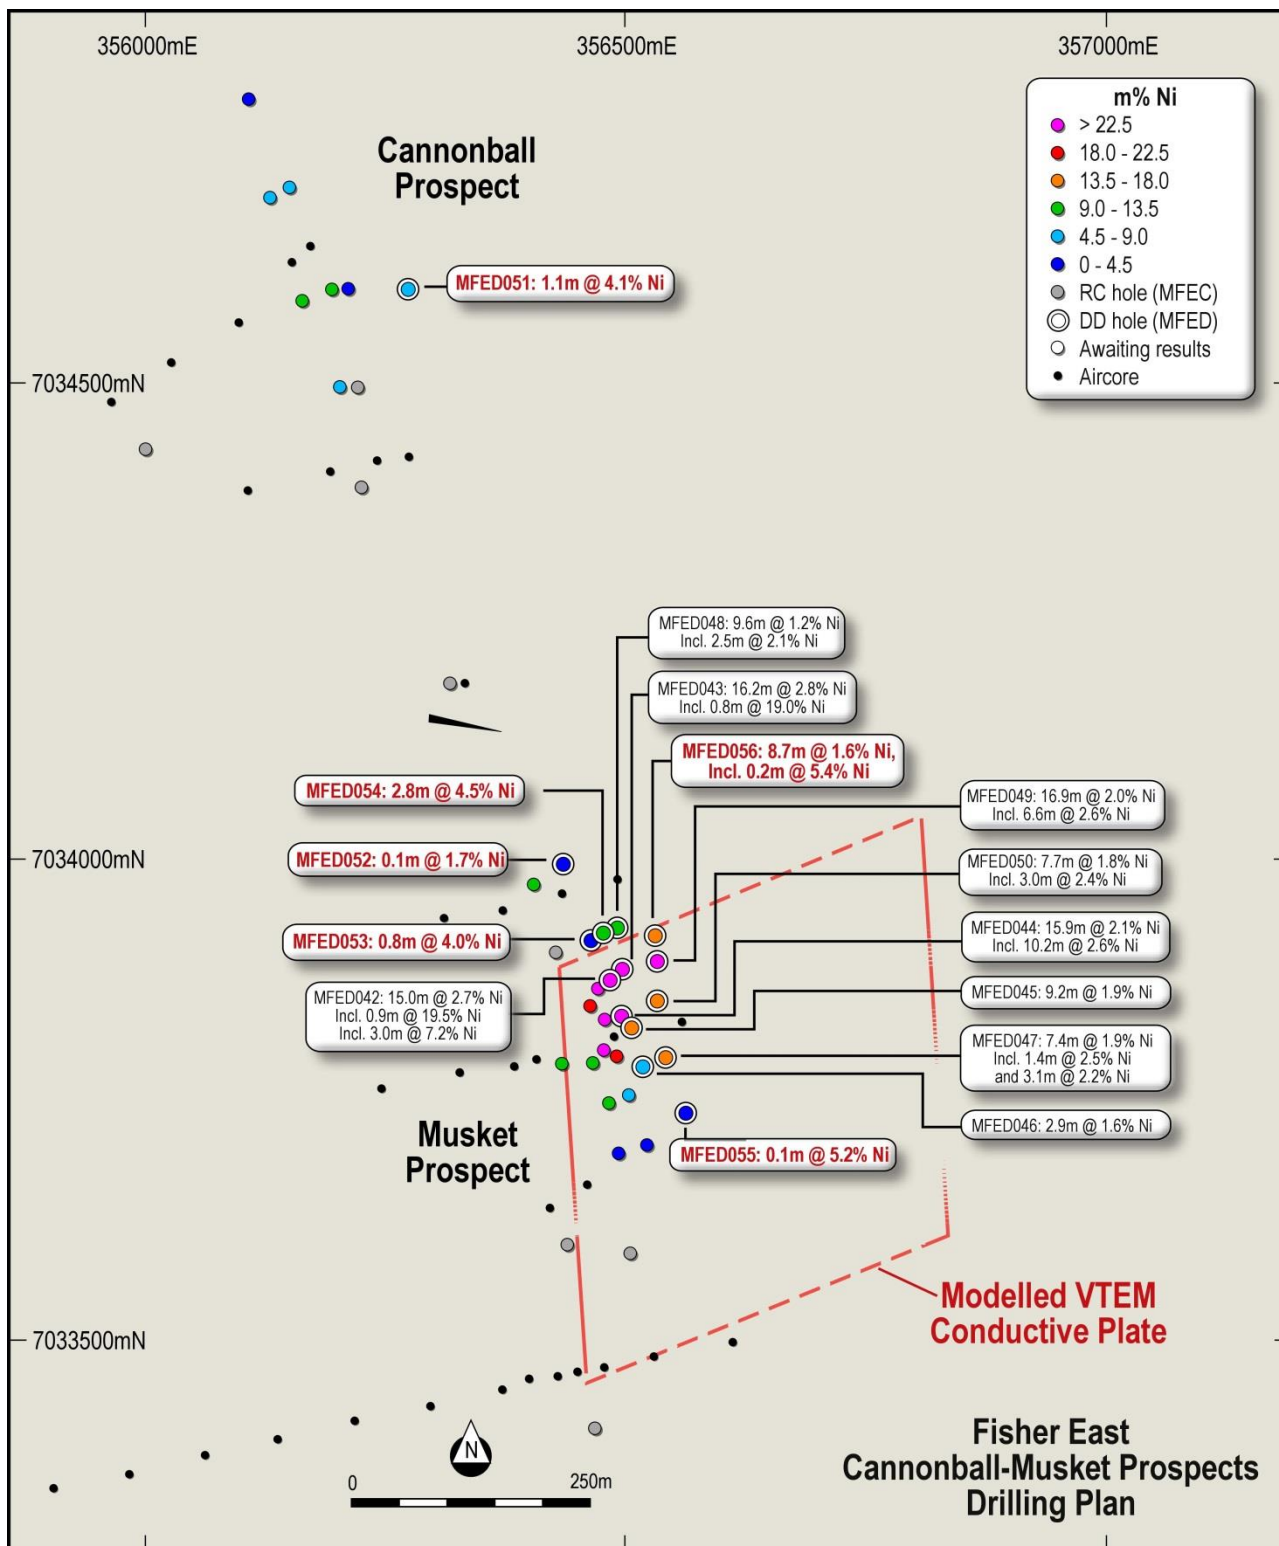 356000mE
356500mE
357000mE
m% Ni
> 22.5
18.0 - 22.5
13.5 - 18.0
9.0 - 13.5
4.5 - 9.0
0 - 4.5
RC hole (MFEC)
DD hole (MFED)
Awaiting results
Aircore
Cannonball
Prospect
MFED051: 1.1m @ 4.1% Ni
7034500mN
MFED048: 9.6m @ 1.2% Ni
Incl. 2.5m @ 2.1% Ni
MFED043: 16.2m @ 2.8% Ni
Incl. 0.8m @ 19.0% Ni
MFED056: 8.7m @ 1.6% Ni,
Incl. 0.2m @ 5.4% Ni
MFED054: 2.8m @ 4.5% Ni
MFED049: 16.9m @ 2.0% Ni
Incl. 6.6m @ 2.6% Ni
7034000mN
MFED052: 0.1m @ 1.7% Ni
MFED050: 7.7m @ 1.8% Ni
Incl. 3.0m @ 2.4% Ni
MFED053: 0.8m @ 4.0% Ni
MFED044: 15.9m @ 2.1% Ni
Incl. 10.2m @ 2.6% Ni
MFED042: 15.0m @ 2.7% Ni
Incl. 0.9m @ 19.5% Ni
Incl. 3.0m @ 7.2% Ni
MFED045: 9.2m @ 1.9% Ni
MFED047: 7.4m @ 1.9% Ni
Incl. 1.4m @ 2.5% Ni
and 3.1m @ 2.2% Ni
MFED046: 2.9m @ 1.6% Ni
Musket
Prospect
MFED055: 0.1m @ 5.2% Ni
Modelled VTEM
Conductive Plate
7033500mN
N
0
250m
Fisher East
Cannonball-Musket Prospects
Drilling Plan